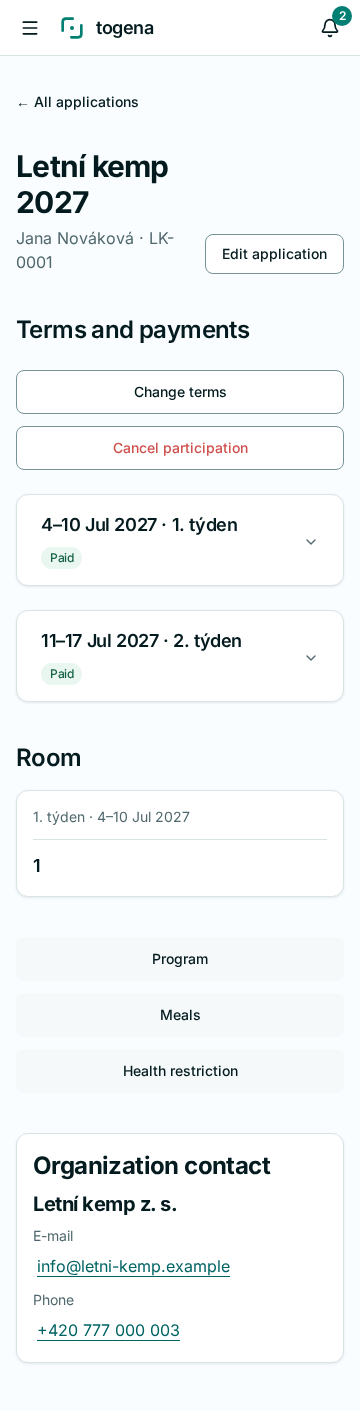 togena
2
← All applications
Letní kemp
2027
Jana Nováková · LK-
0001
Edit application
Terms and payments
Change terms
Cancel participation
4–10 Jul 2027 · 1. týden
Paid
11–17 Jul 2027 · 2. týden
Paid
Room
1. týden · 4–10 Jul 2027
1
Program
Meals
Health restriction
Organization contact
Letní kemp z. s.
E-mail
info@letni-kemp.example
Phone
+420 777 000 003